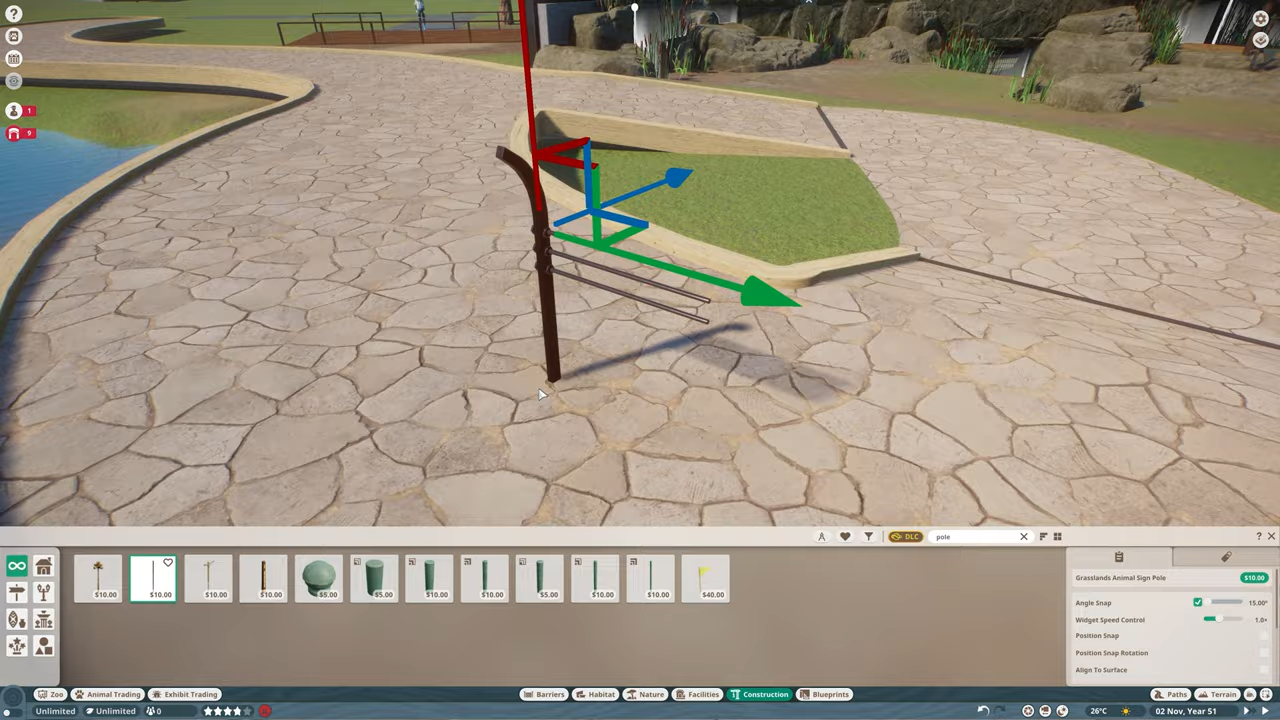 ?
1
9
DLC
pole
?
$10.00
$10.00
$10.00
$10.00
$5.00
$5.00
$10.00
$10.00
$5.00
$10.00
$10.00
$40.00
Grasslands Animal Sign Pole
$10.00
Angle Snap
15.00°
Widget Speed Control
1.0×
Position Snap
Position Snap Rotation
Align To Surface
Zoo
Animal Trading
Exhibit Trading
Barriers
Habitat
Nature
Facilities
Construction
Blueprints
Paths
Terrain
Unlimited
Unlimited
0
26°C
02 Nov, Year 51